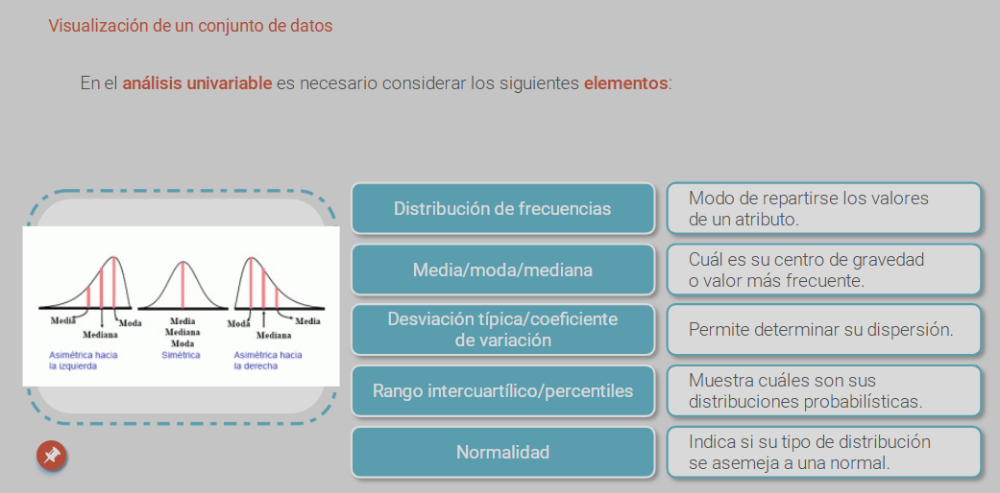 Visualización de un conjunto de datos
En el análisis univariable es necesario considerar los siguientes elementos:
Media
Mediana
Moda
Asimétrica hacia
la izquierda
Media
Mediana
Moda
Simétrica
Moda
Mediana
Media
Asimétrica hacia
la derecha
Distribución de frecuencias
Modo de repartirse los valores
de un atributo.
Media/moda/mediana
Cuál es su centro de gravedad
o valor más frecuente.
Desviación típica/coeficiente
de variación
Permite determinar su dispersión.
Rango intercuartílico/percentiles
Muestra cuáles son sus
distribuciones probabilísticas.
Normalidad
Indica si su tipo de distribución
se asemeja a una normal.